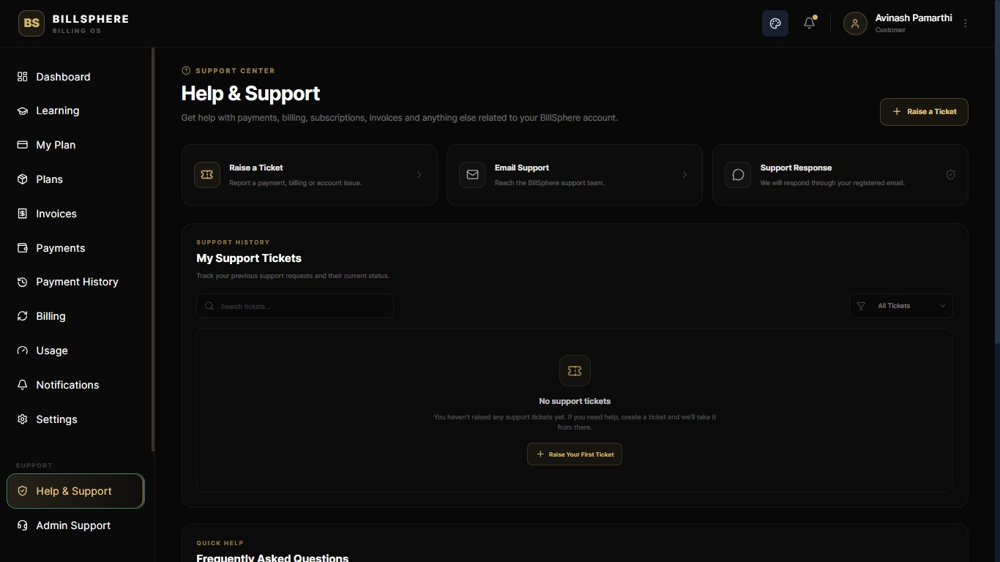 BS
BILLSPHERE
BILLING OS
Avinash Pamarthi
Customer
Dashboard
Learning
My Plan
Plans
Invoices
Payments
Payment History
Billing
Usage
Notifications
Settings
SUPPORT
Help & Support
Admin Support
SUPPORT CENTER
Help & Support
Get help with payments, billing, subscriptions, invoices and anything else related to your BillSphere account.
Raise a Ticket
Raise a Ticket
Report a payment, billing or account issue.
Email Support
Reach the BillSphere support team.
Support Response
We will respond through your registered email.
SUPPORT HISTORY
My Support Tickets
Track your previous support requests and their current status.
Search tickets...
All Tickets
No support tickets
You haven't raised any support tickets yet. If you need help, create a ticket and we'll take it
from there.
Raise Your First Ticket
QUICK HELP
Frequently Asked Questions